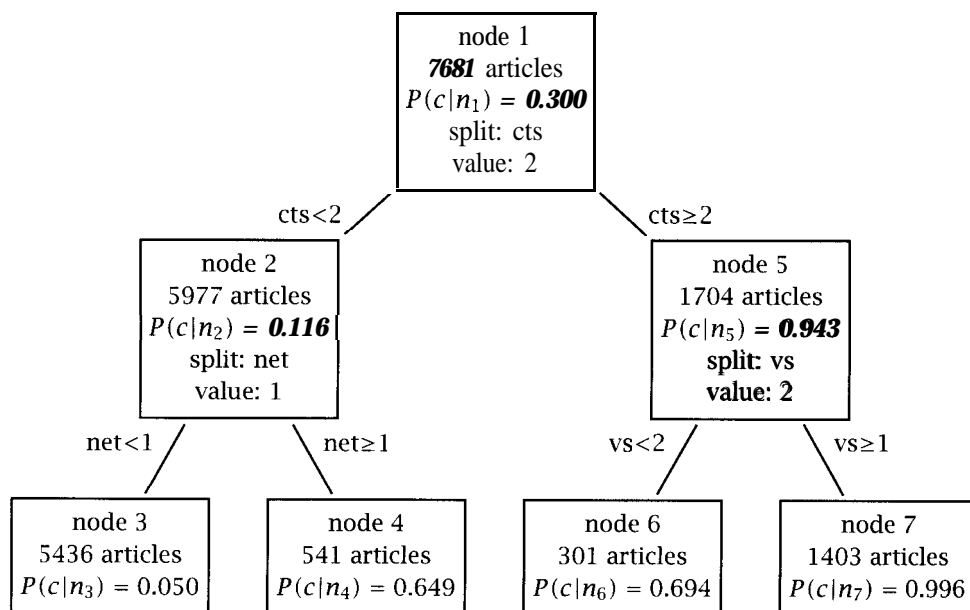 node 1
7681 articles
P(c|n₁) = 0.300
split: cts
value: 2
cts<2
cts≥2
node 2
5977 articles
P(c|n₂) = 0.116
split: net
value: 1
node 5
1704 articles
P(c|n₅) = 0.943
split: vs
value: 2
net<1
net≥1
vs<2
vs≥1
node 3
5436 articles
P(c|n₃) = 0.050
node 4
541 articles
P(c|n₄) = 0.649
node 6
301 articles
P(c|n₆) = 0.694
node 7
1403 articles
P(c|n₇) = 0.996